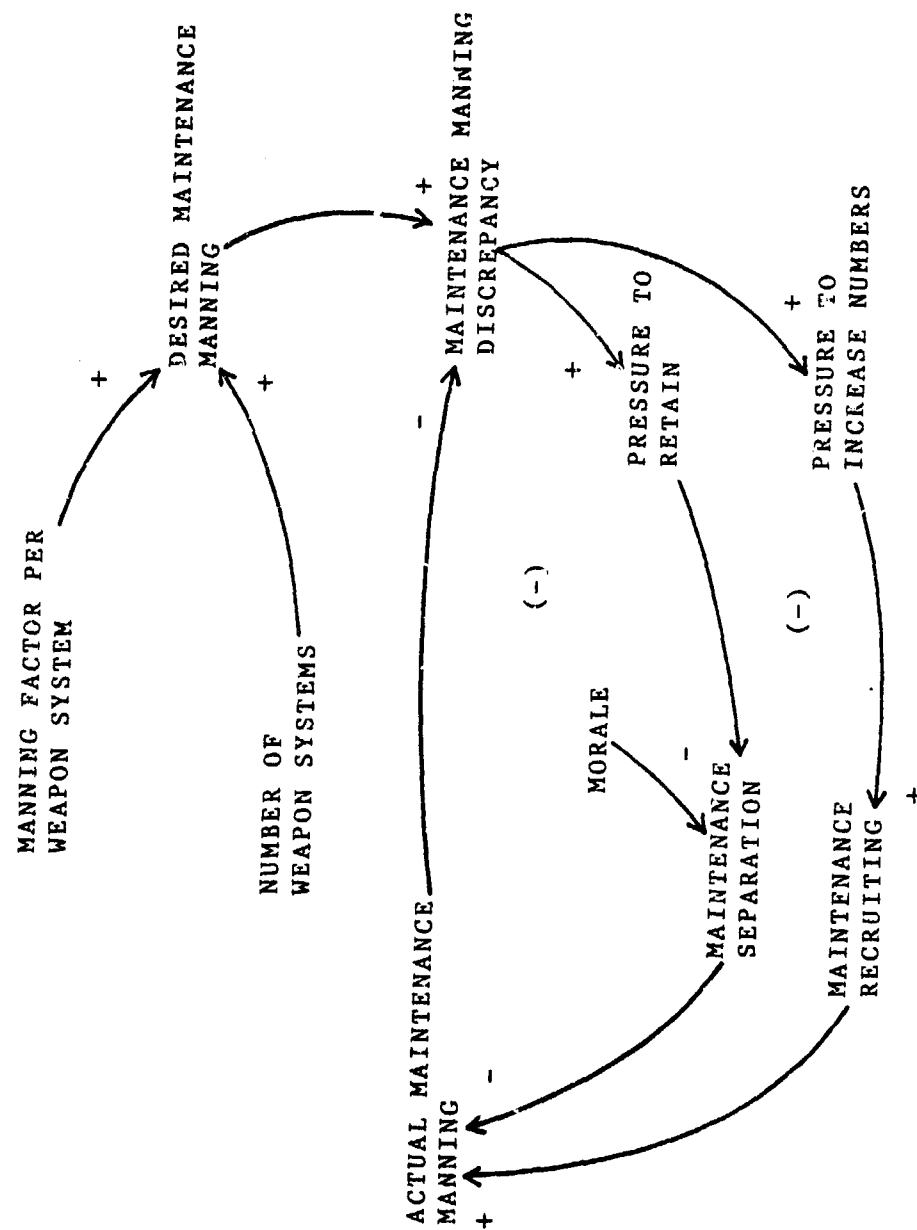 MANNING FACTOR PER
WEAPON SYSTEM
+
DESIRED MAINTENANCE
MANNING
+
NUMBER OF
WEAPON SYSTEMS
ACTUAL MAINTENANCE
MANNING
+
-
-
+
MAINTENANCE MANNING
DISCREPANCY
(-)
+
PRESSURE TO
RETAIN
MORALE
-
MAINTENANCE
SEPARATION
(-)
+
PRESSURE TO
INCREASE NUMBERS
MAINTENANCE
RECRUITING
+